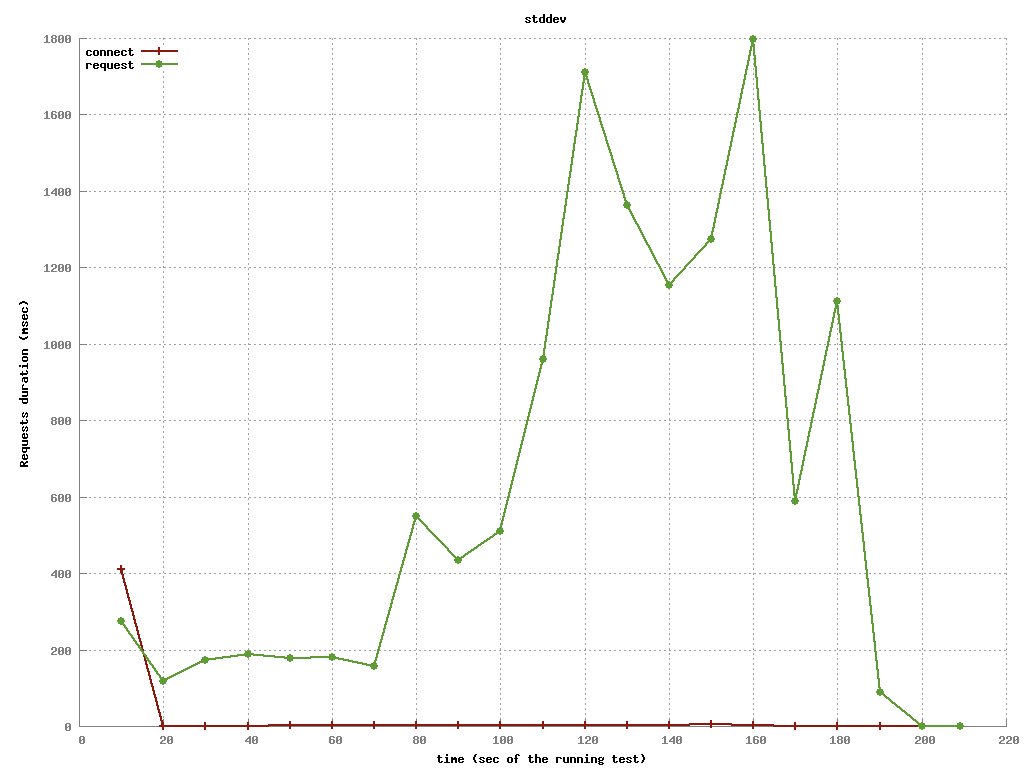 stddev
connect
request
1800
1600
1400
1200
1000
800
600
400
200
0
Requests duration (msec)
0 20 40 60 80 100 120 140 160 180 200 220
time (sec of the running test)